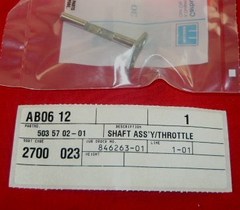 AB06 12
1
PARTNO.
DESCRIPTION
503 57 02-01
SHAFT ASS'Y/THROTTLE
PART CODE
JOB ORDER NO.
LINE
2700 023
846263-01
1-01